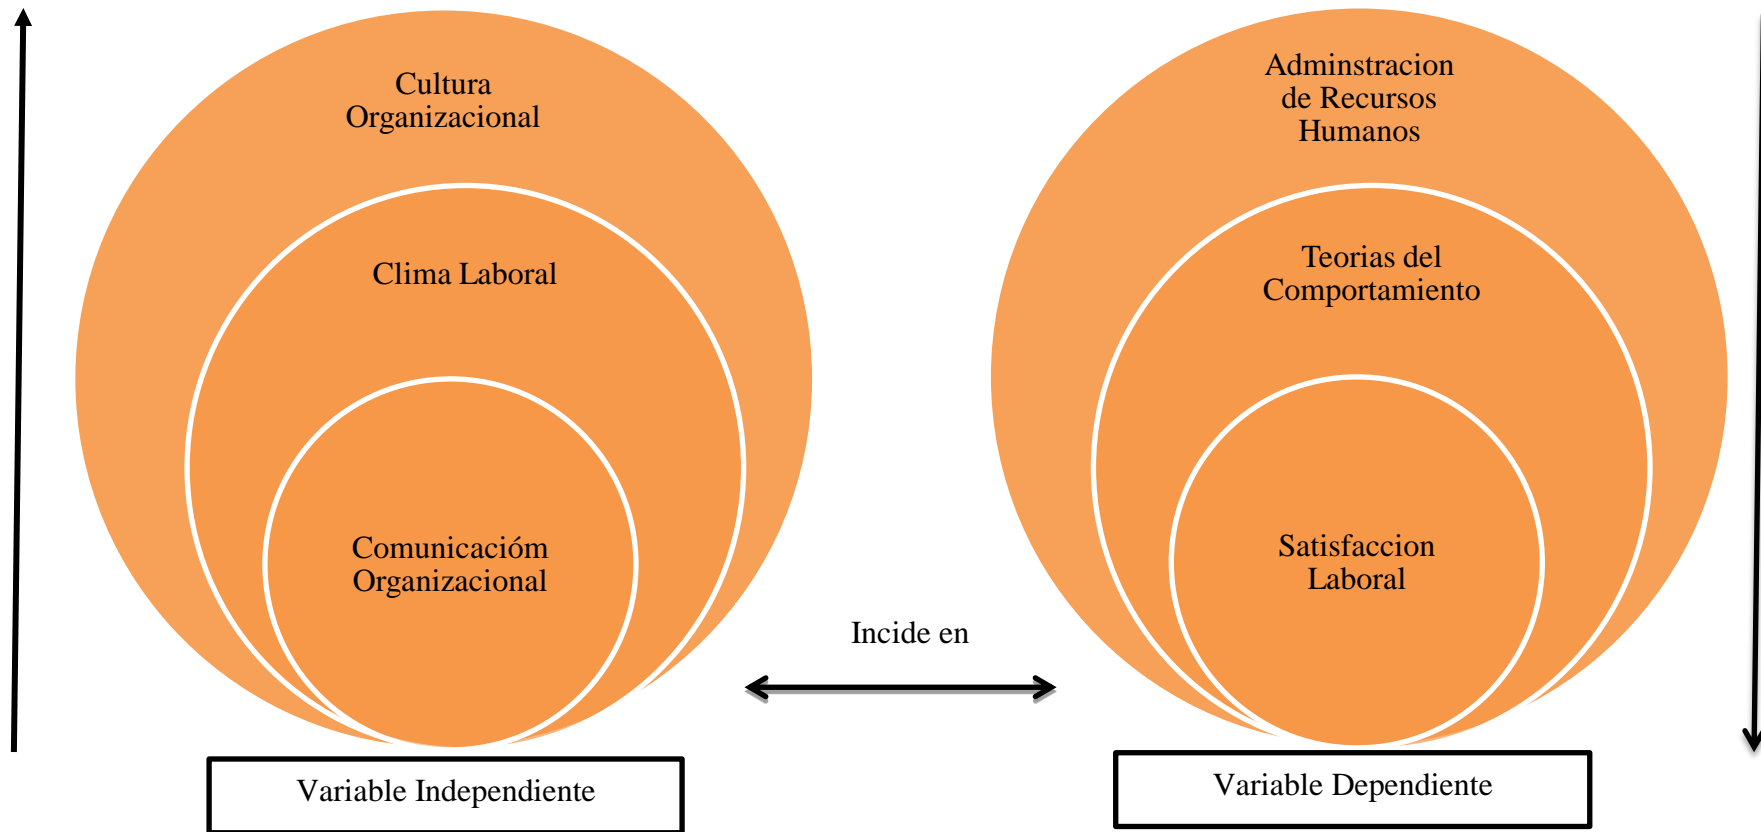 Cultura
Organizacional
Clima Laboral
Comunicacióm
Organizacional
Variable Independiente
Incide en
Adminstracion
de Recursos
Humanos
Teorias del
Comportamiento
Satisfaccion
Laboral
Variable Dependiente